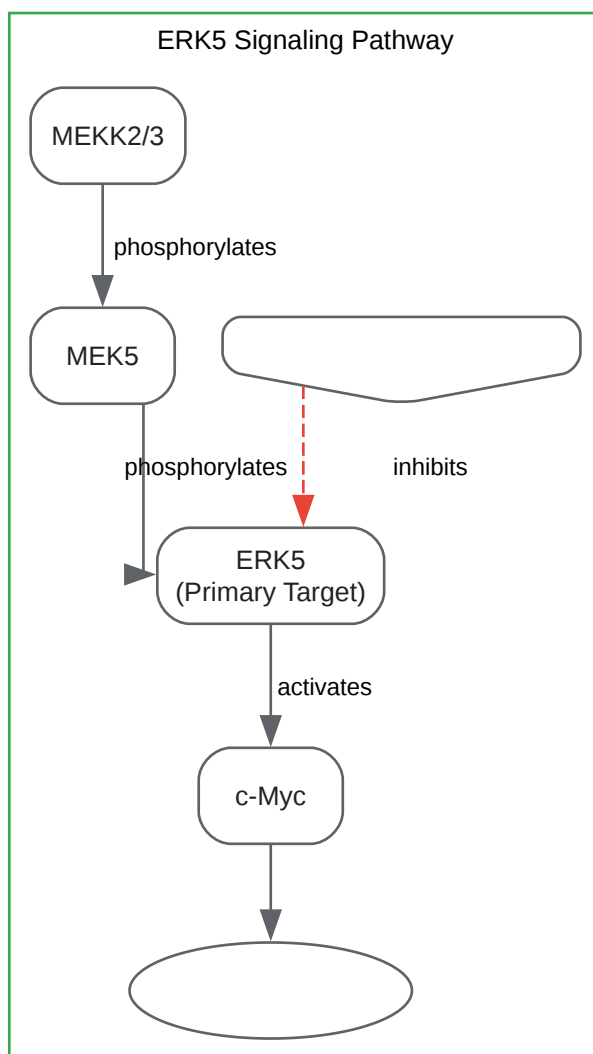 ERK5 Signaling Pathway
MEKK2/3
phosphorylates
MEK5
phosphorylates
inhibits
ERK5
(Primary Target)
activates
c-Myc